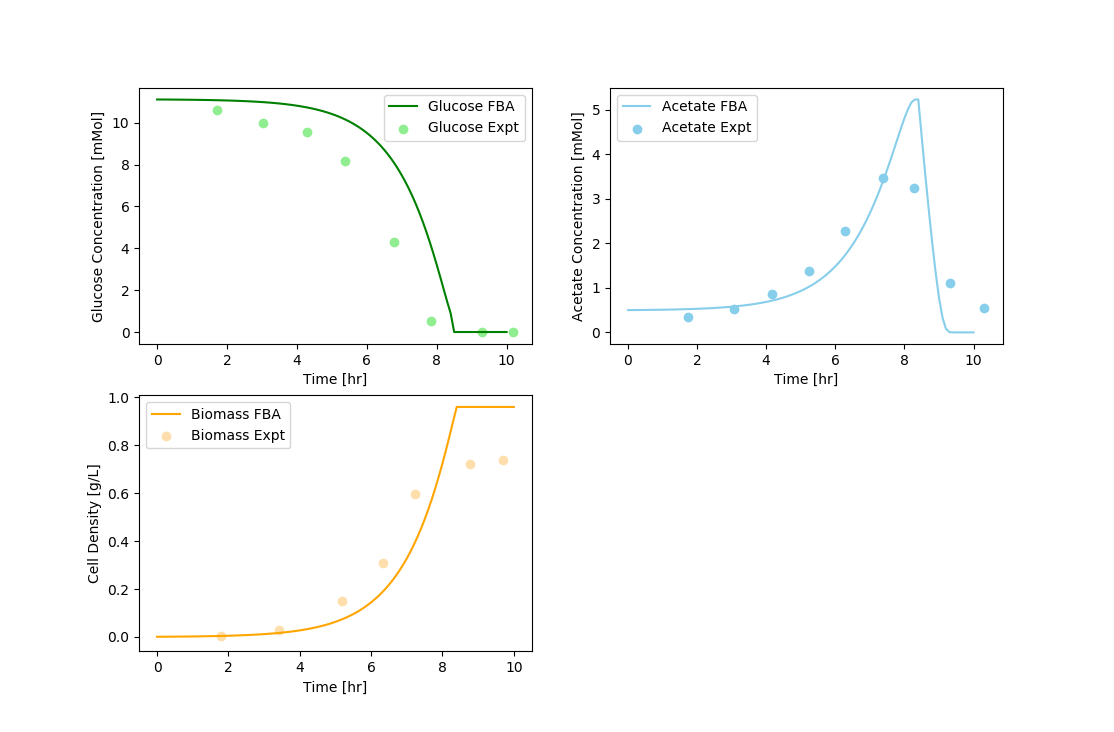 Glucose Concentration [mMol]
10
8
6
4
2
0
Glucose FBA
Glucose Expt
0 2 4 6 8 10
Time [hr]
Acetate Concentration [mMol]
5
4
3
2
1
0
Acetate FBA
Acetate Expt
0 2 4 6 8 10
Time [hr]
Cell Density [g/L]
1.0
0.8
0.6
0.4
0.2
0.0
Biomass FBA
Biomass Expt
0 2 4 6 8 10
Time [hr]